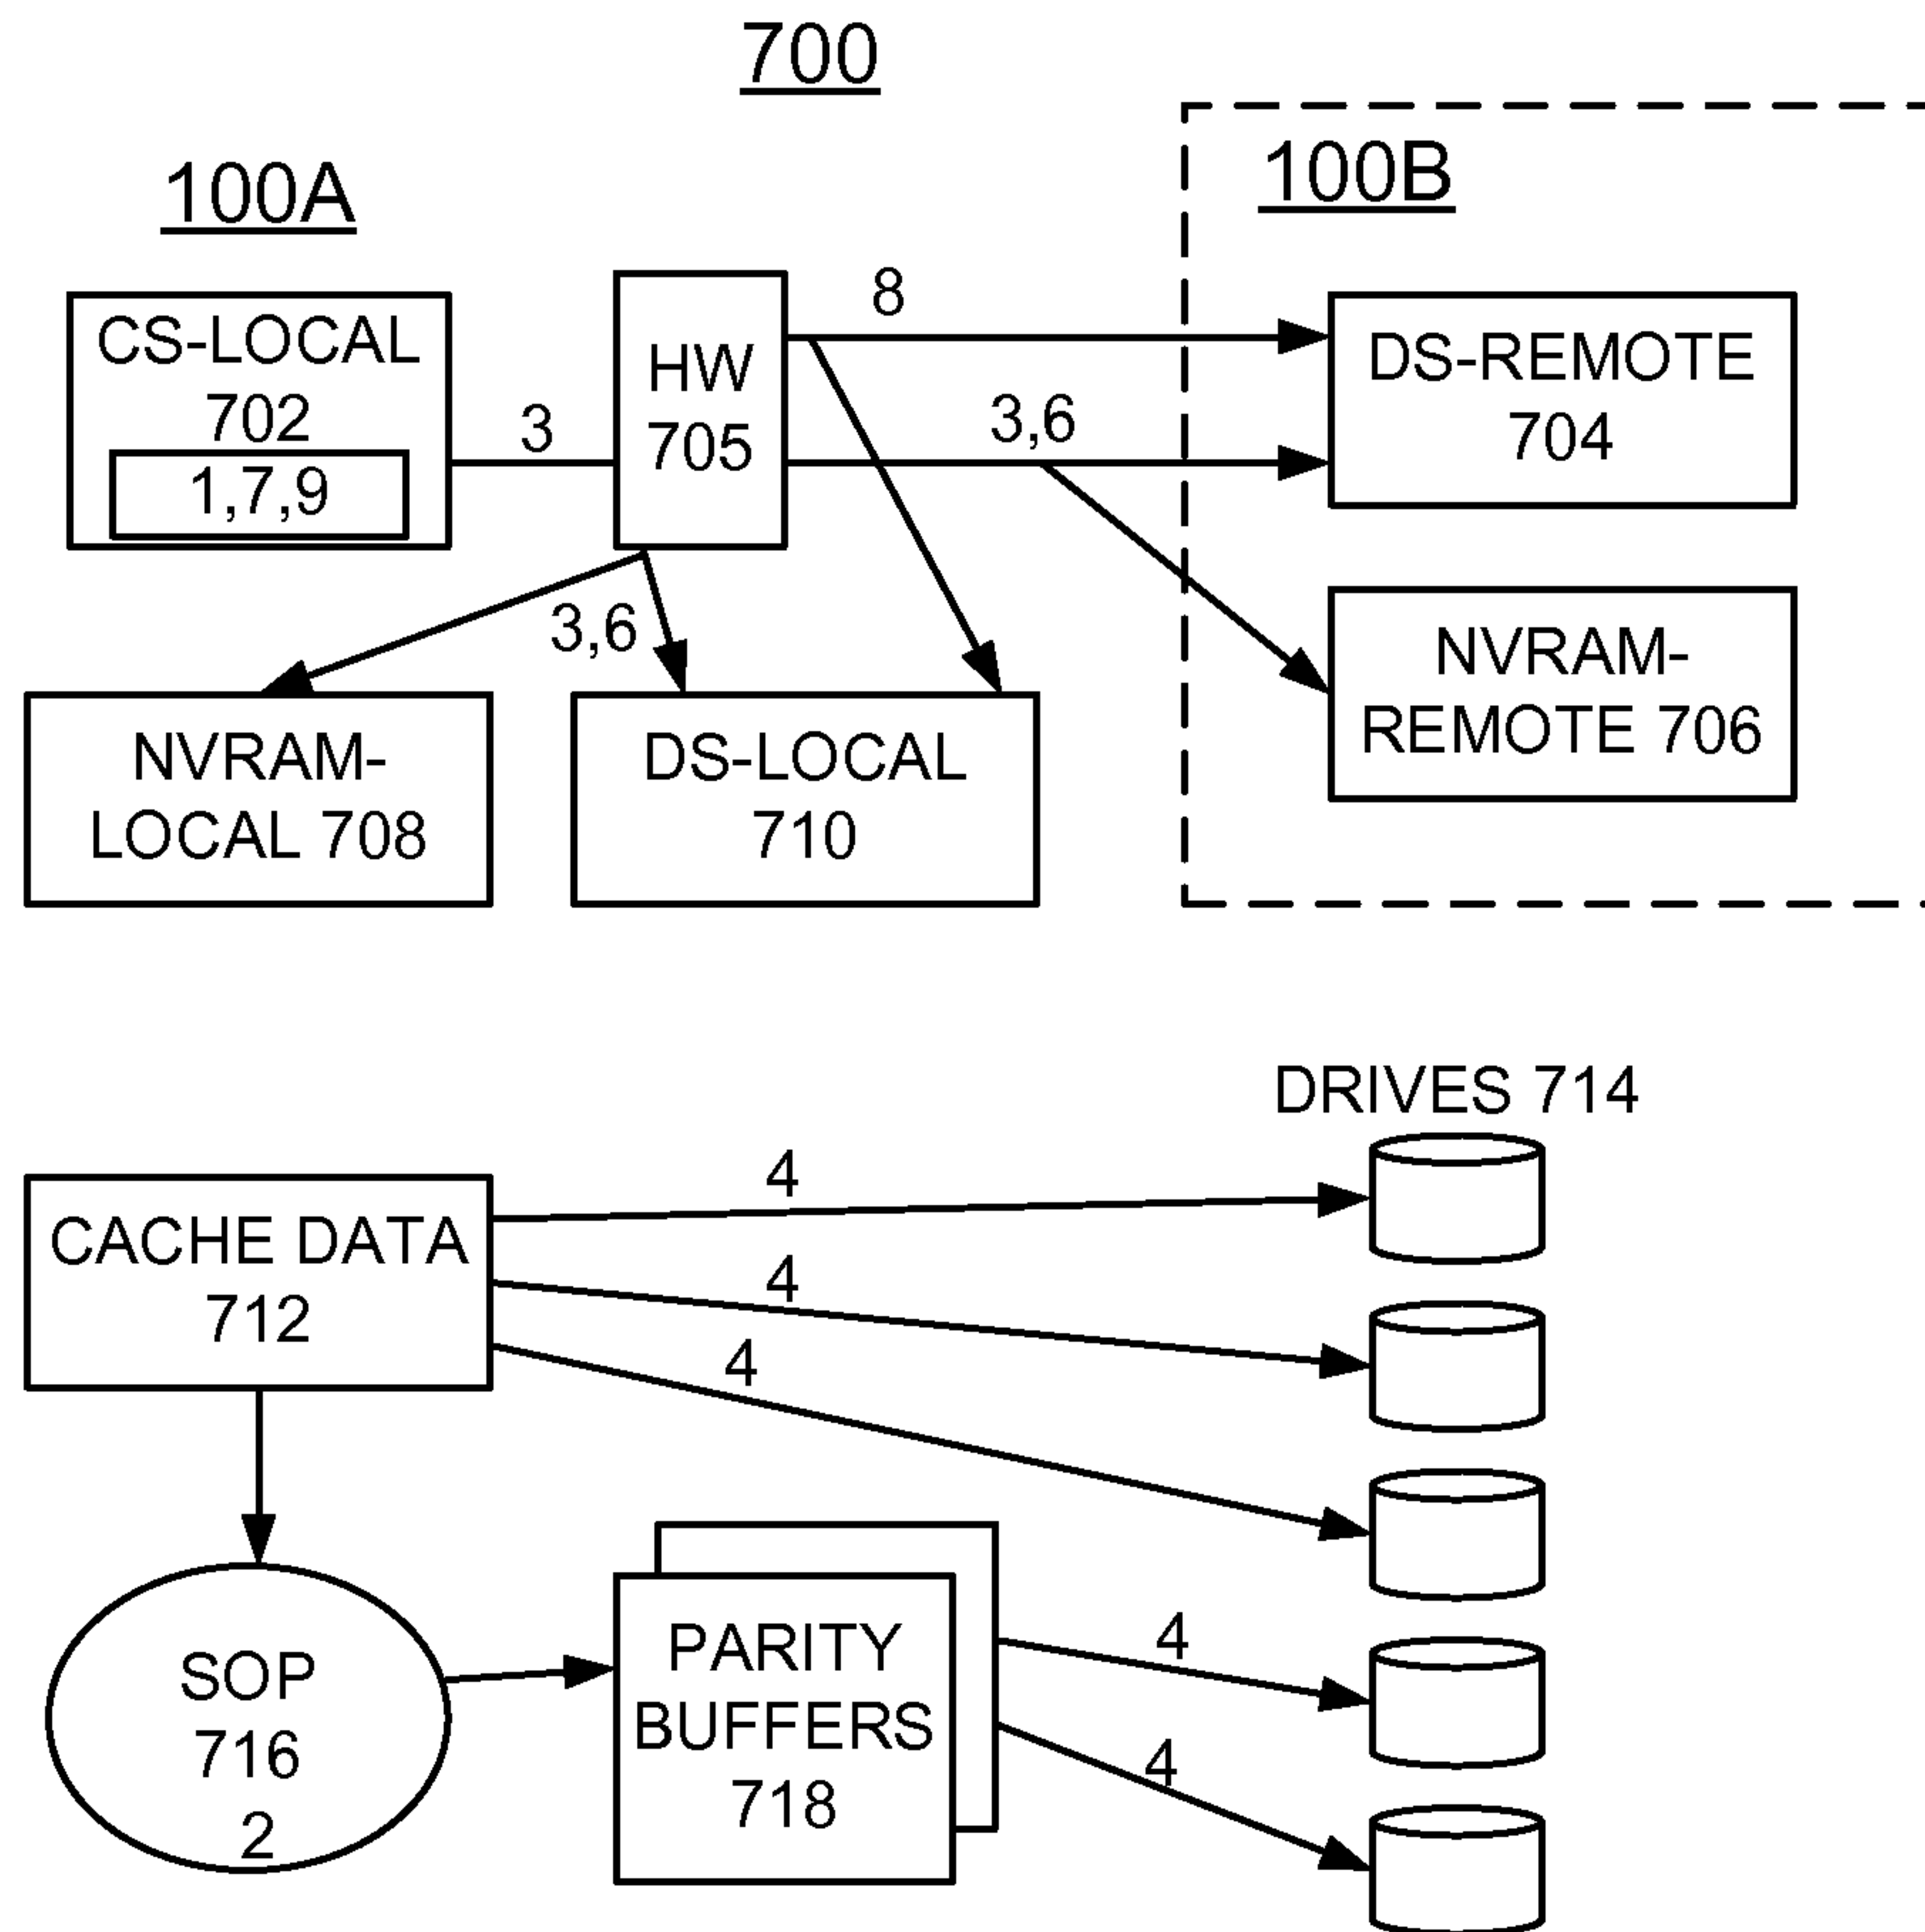 700
100A
100B
CS-LOCAL
702
1,7,9
3
HW
705
8
3,6
DS-REMOTE
704
3,6
NVRAM-
REMOTE 706
NVRAM-
LOCAL 708
DS-LOCAL
710
DRIVES 714
CACHE DATA
712
4
4
4
SOP
716
2
PARITY
BUFFERS
718
4
4